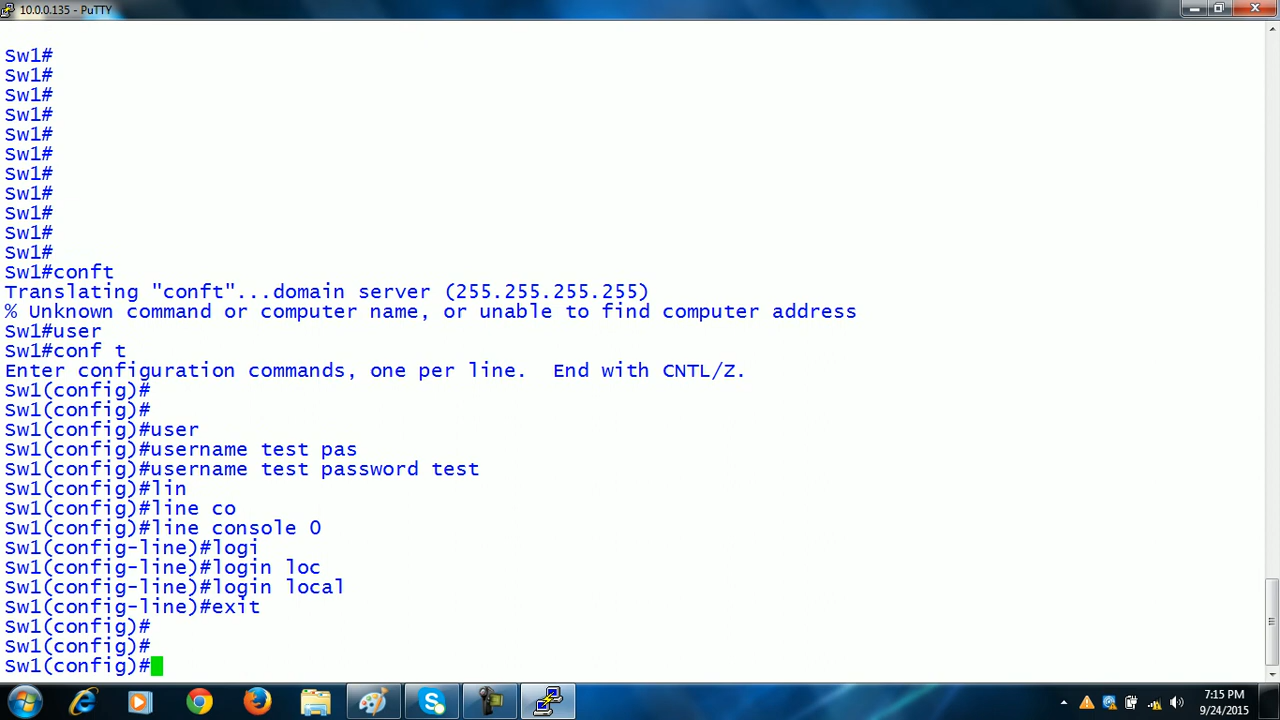 10.0.0.135 - PuTTY
Sw1#
Sw1#
Sw1#
Sw1#
Sw1#
Sw1#
Sw1#
Sw1#
Sw1#
Sw1#
Sw1#
Sw1#conft
Translating "conft"...domain server (255.255.255.255)
% Unknown command or computer name, or unable to find computer address
Sw1#user
Sw1#conf t
Enter configuration commands, one per line.  End with CNTL/Z.
Sw1(config)#
Sw1(config)#
Sw1(config)#user
Sw1(config)#username test pas
Sw1(config)#username test password test
Sw1(config)#lin
Sw1(config)#line co
Sw1(config)#line console 0
Sw1(config-line)#logi
Sw1(config-line)#login loc
Sw1(config-line)#login local
Sw1(config-line)#exit
Sw1(config)#
Sw1(config)#
Sw1(config)#
7:15 PM
9/24/2015